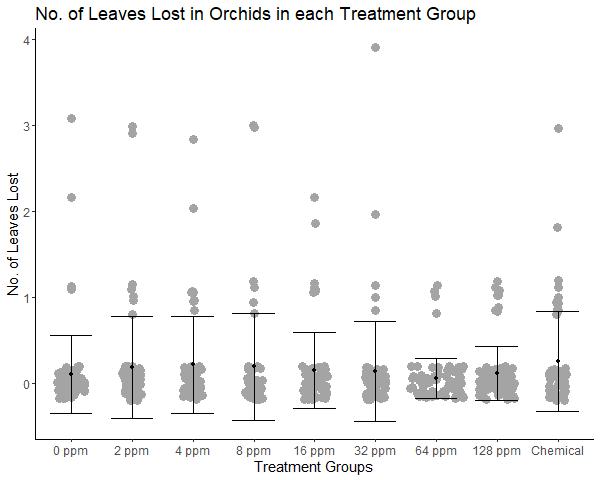 No. of Leaves Lost in Orchids in each Treatment Group
No. of Leaves Lost
4
3
2
1
0
0 ppm 2 ppm 4 ppm 8 ppm 16 ppm 32 ppm 64 ppm 128 ppm Chemical
Treatment Groups